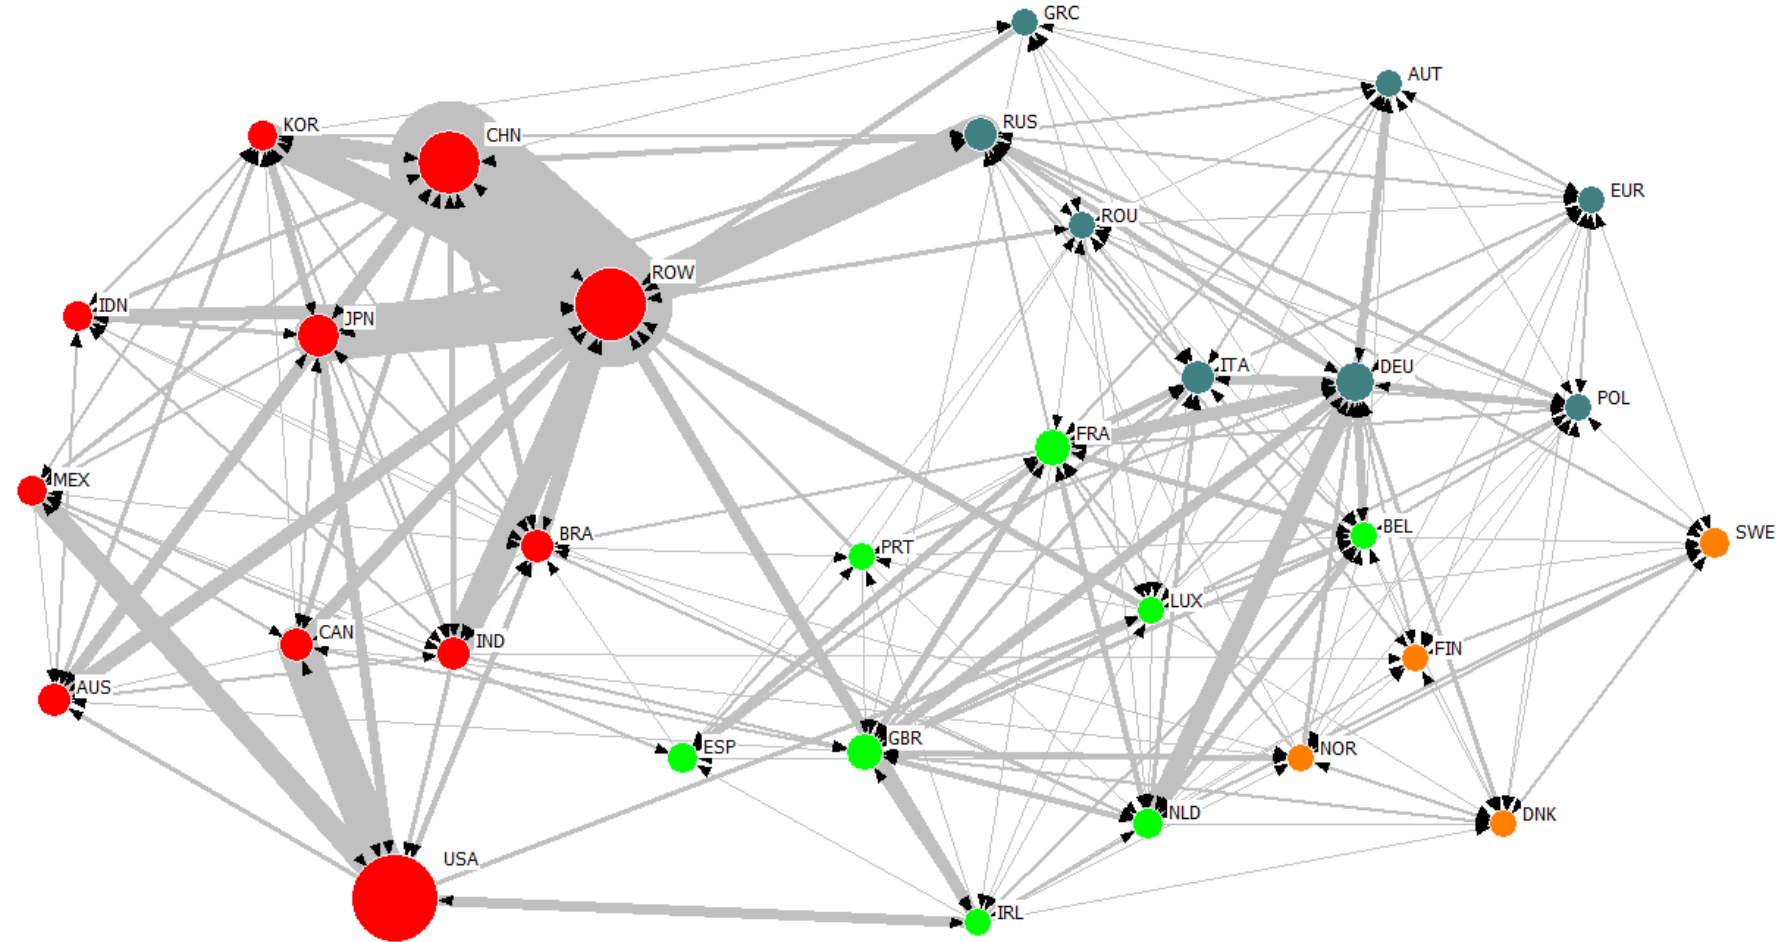 GRC
AUT
KOR
CHN
RUS
EUR
ROU
ROW
IDN
JPN
ITA
DEU
POL
FRA
MEX
BRA
PRT
BEL
SWE
LUX
CAN
IND
FIN
AUS
ESP
GBR
NOR
NLD
DNK
USA
IRL